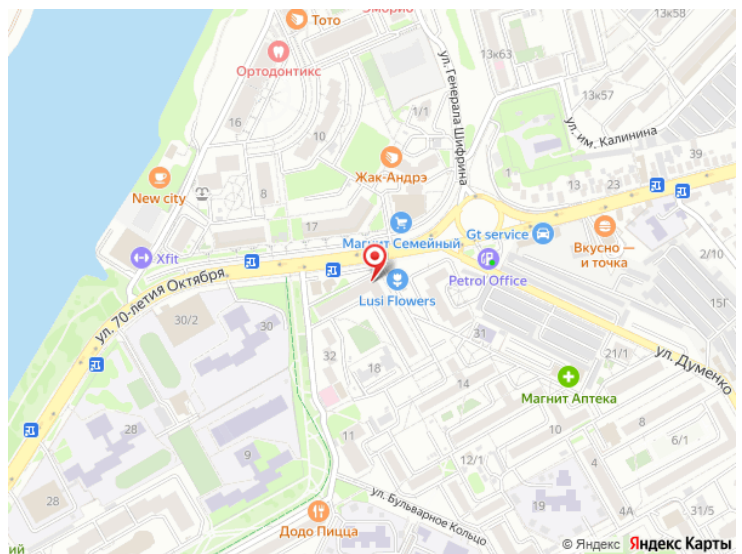 Эморио
Тото
13к58
Ортодонтикс
13к63
ул. Генерала Шифрина
13к57
1/1
16
10
ул. им. Калинина
39
Жак-Андрэ
1
13
23
New city
8
17
Магнит Семейный
Gt service
Вкусно —
и точка
Xfit
2/10
Petrol Office
ул. 70-летия Октября
Lusi Flowers
15Г
30/2
30
31
32
21/1
ул. Думенко
18
14
Магнит Аптека
11
8
6/1
9
12/1
4
28
19
ул. Бульварное Кольцо
4А
31/5
28
Додо Пицца
ий
© Яндекс Яндекс Карты